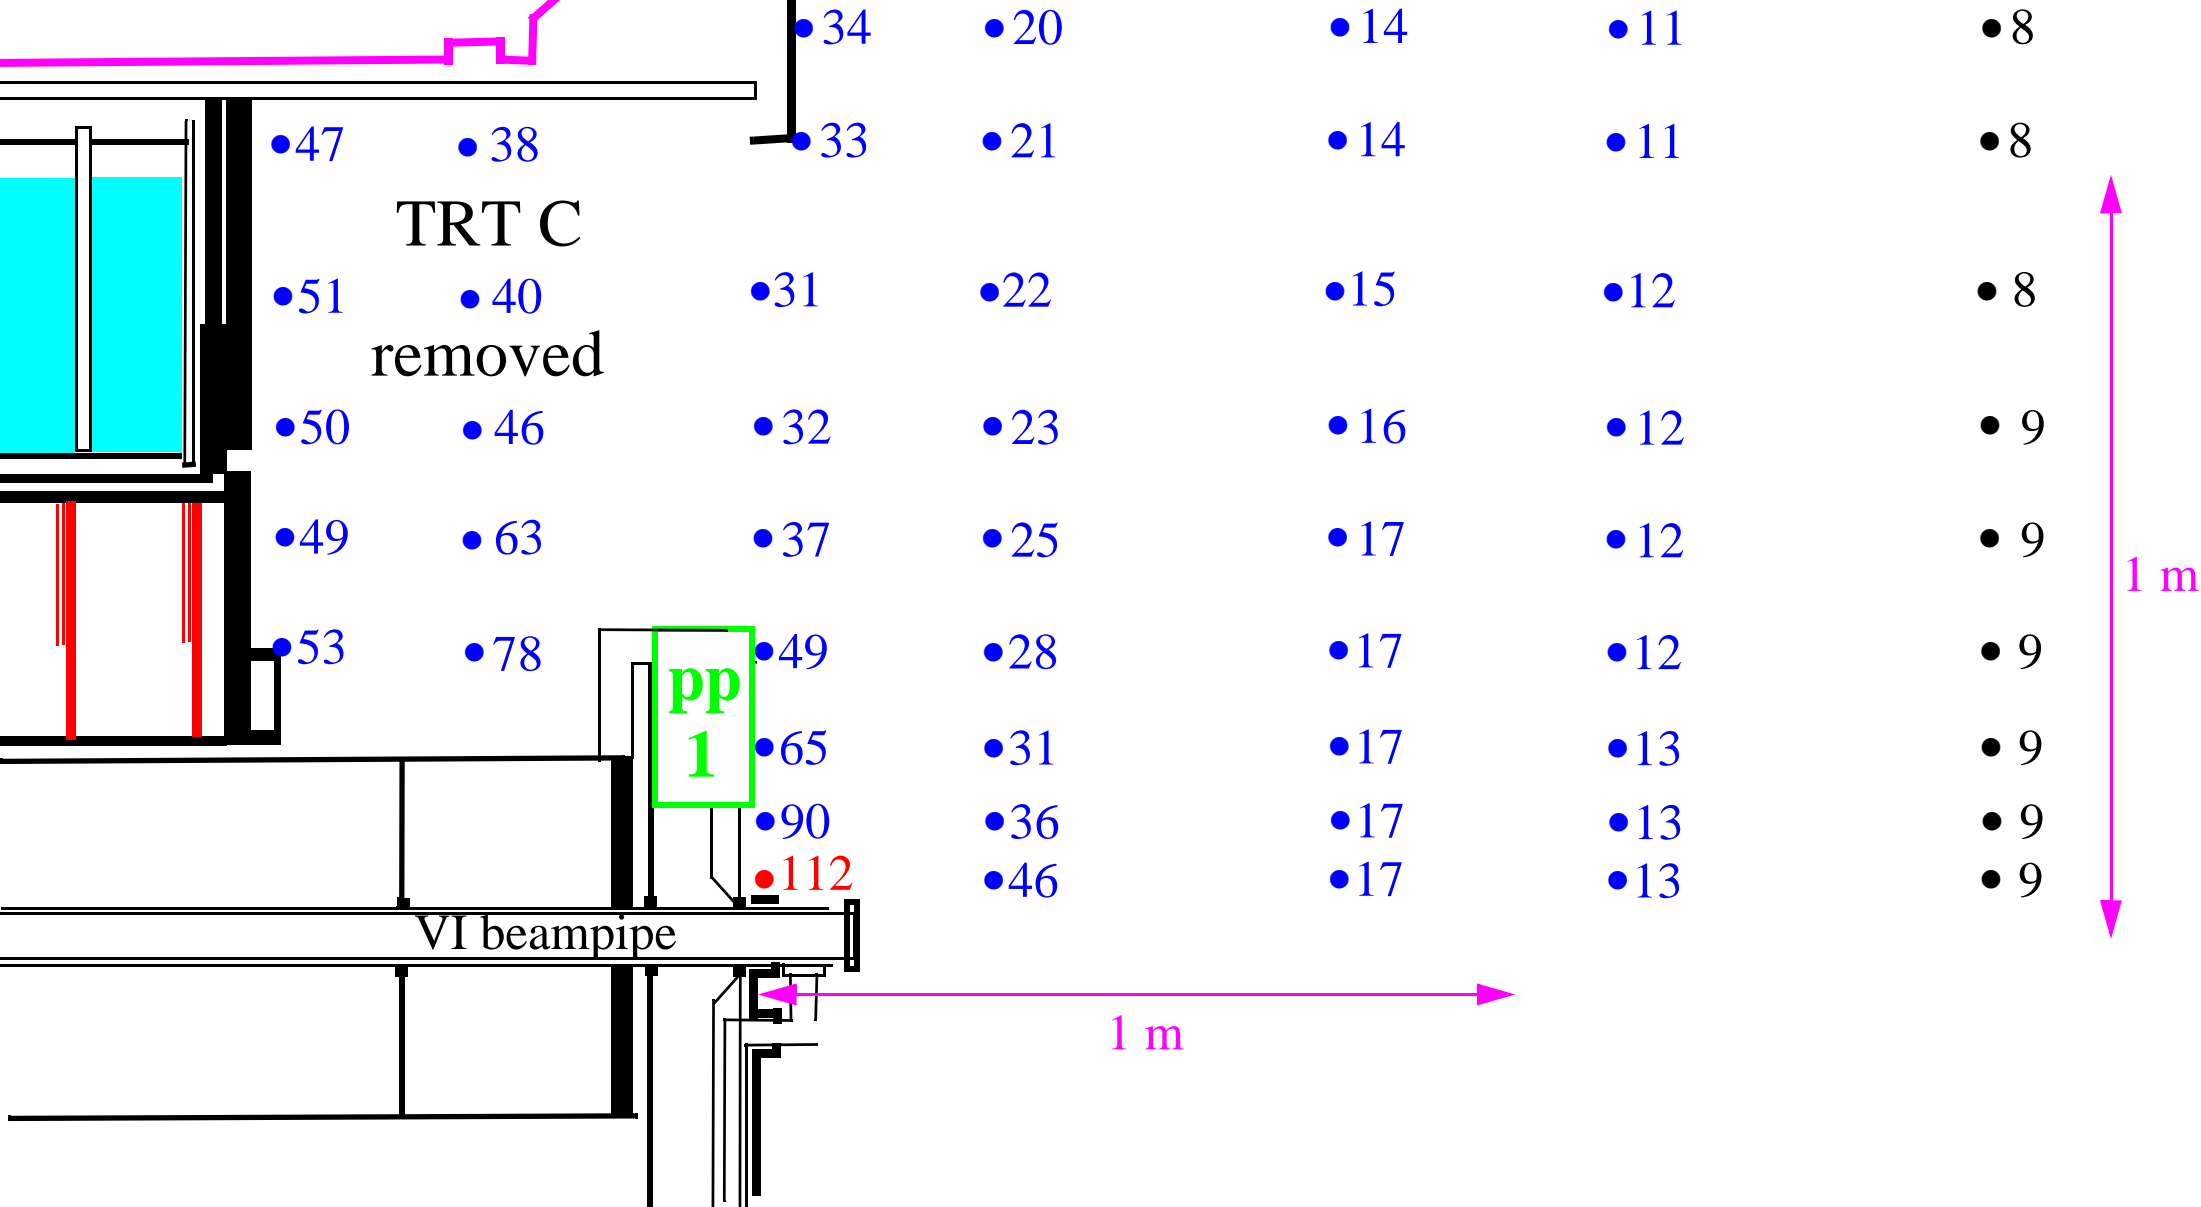 34 20 14 11 8
47 38 33 21 14 11 8
TRT C
51 40 31 22 15 12 8
removed
50 46 32 23 16 12 9
49 63 37 25 17 12 9
1 m
53 78 49 28 17 12 9
pp
1
65 31 17 13 9
90 36 17 13 9
112 46 17 13 9
VI beampipe
1 m